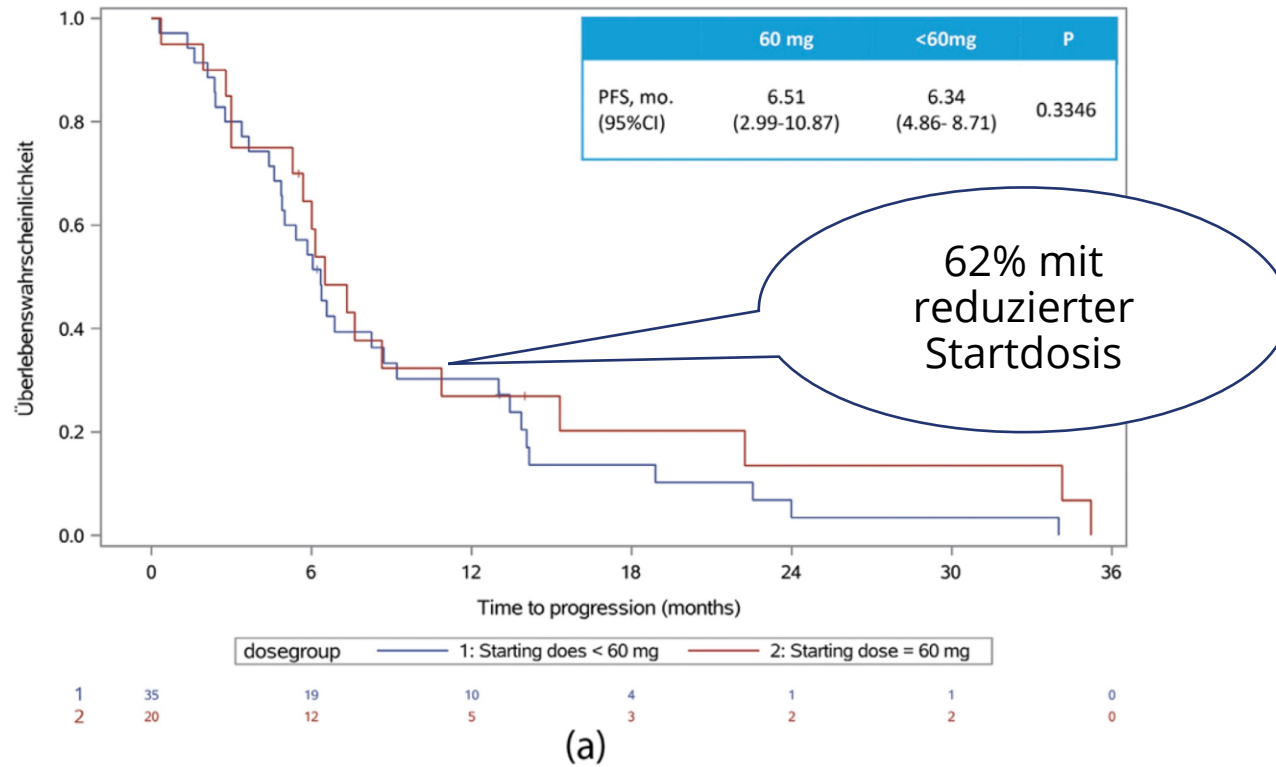 60 mg <60mg P
PFS, mo. 6.51 6.34 0.3346
(95%CI) (2.99-10.87) (4.86- 8.71)
1.0
0.8
0.6
0.4
0.2
0.0
Überlebenswahrscheinlichkeit
62% mit
reduzierter
Startdosis
0 6 12 18 24 30 36
Time to progression (months)
dosegroup 1: Starting does < 60 mg 2: Starting dose = 60 mg
1 35 19 10 4 1 1 0
2 20 12 5 3 2 2 0
(a)